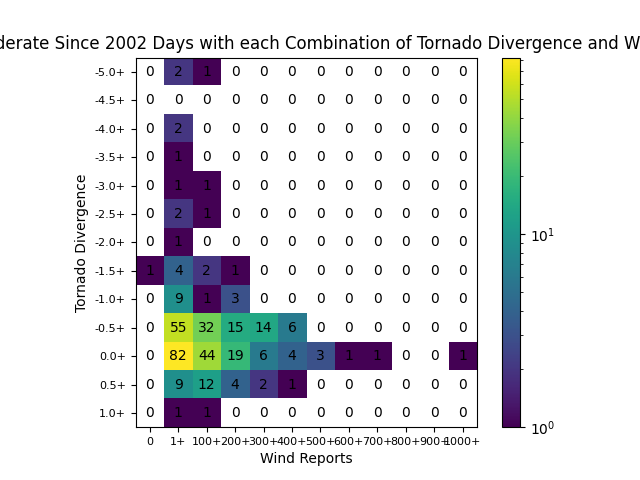 derate Since 2002 Days with each Combination of Tornado Divergence and W
-5.0+ 0 2 1 0 0 0 0 0 0 0 0 0
-4.5+ 0 0 0 0 0 0 0 0 0 0 0 0
-4.0+ 0 2 0 0 0 0 0 0 0 0 0 0
-3.5+ 0 1 0 0 0 0 0 0 0 0 0 0
-3.0+ 0 1 1 0 0 0 0 0 0 0 0 0
-2.5+ 0 2 1 0 0 0 0 0 0 0 0 0
-2.0+ 0 1 0 0 0 0 0 0 0 0 0 0
-1.5+ 1 4 2 1 0 0 0 0 0 0 0 0
-1.0+ 0 9 1 3 0 0 0 0 0 0 0 0
-0.5+ 0 55 32 15 14 6 0 0 0 0 0 0
0.0+ 0 82 44 19 6 4 3 1 1 0 0 1
0.5+ 0 9 12 4 2 1 0 0 0 0 0 0
1.0+ 0 1 1 0 0 0 0 0 0 0 0 0
0 1+ 100+ 200+ 300+ 400+ 500+ 600+ 700+ 800+ 900+ 1000+
Wind Reports
Tornado Divergence
10¹
10⁰